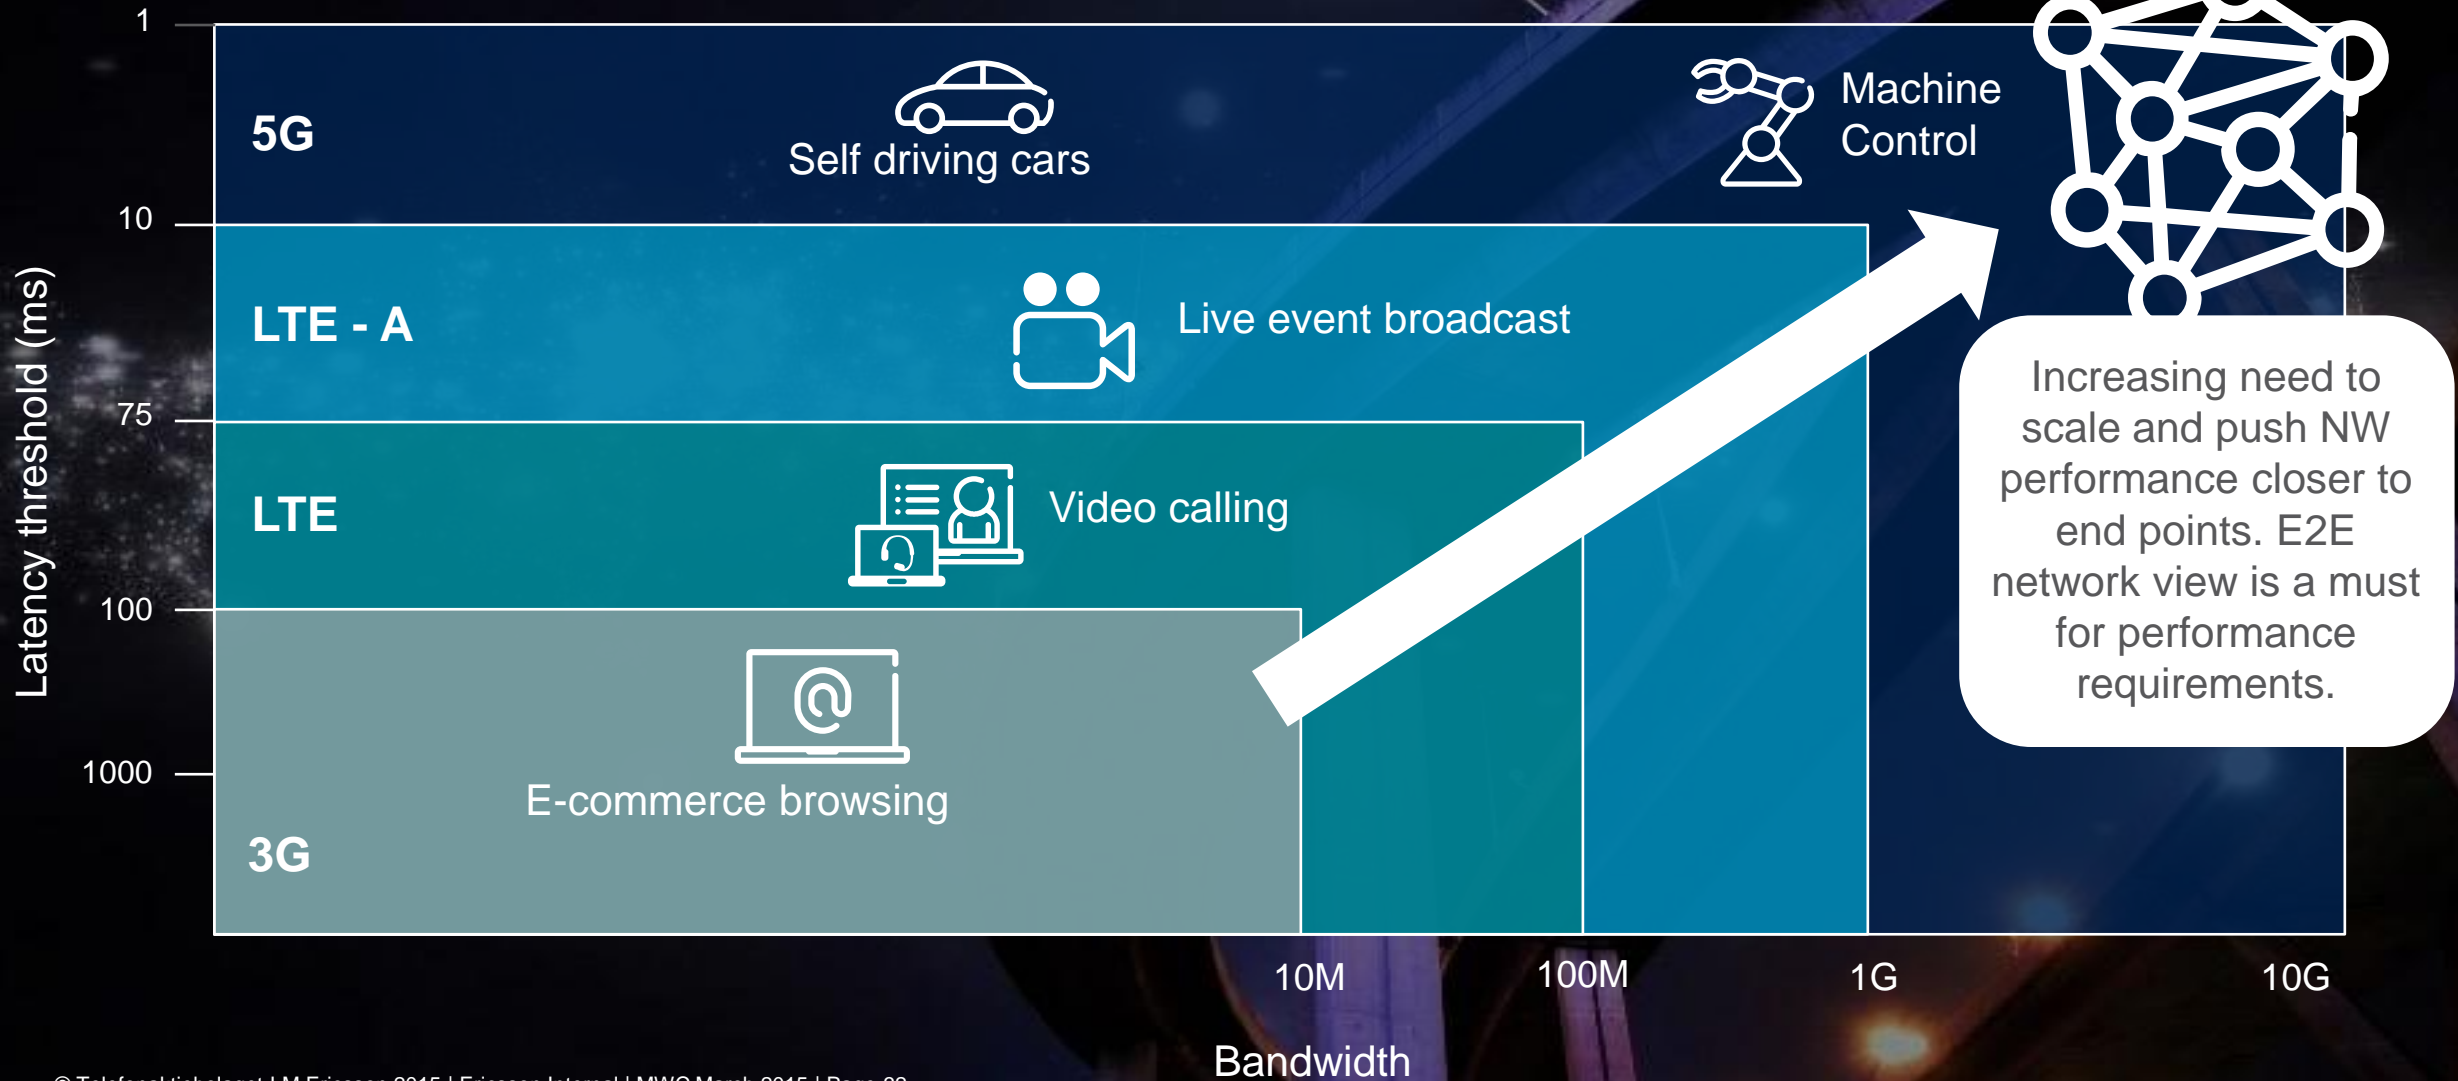 1
5G
Self driving cars
Machine
Control
10
LTE - A
Live event broadcast
75
LTE
Video calling
100
E-commerce browsing
1000
3G
Latency threshold (ms)
Increasing need to
scale and push NW
performance closer to
end points. E2E
network view is a must
for performance
requirements.
10M
100M
1G
10G
Bandwidth